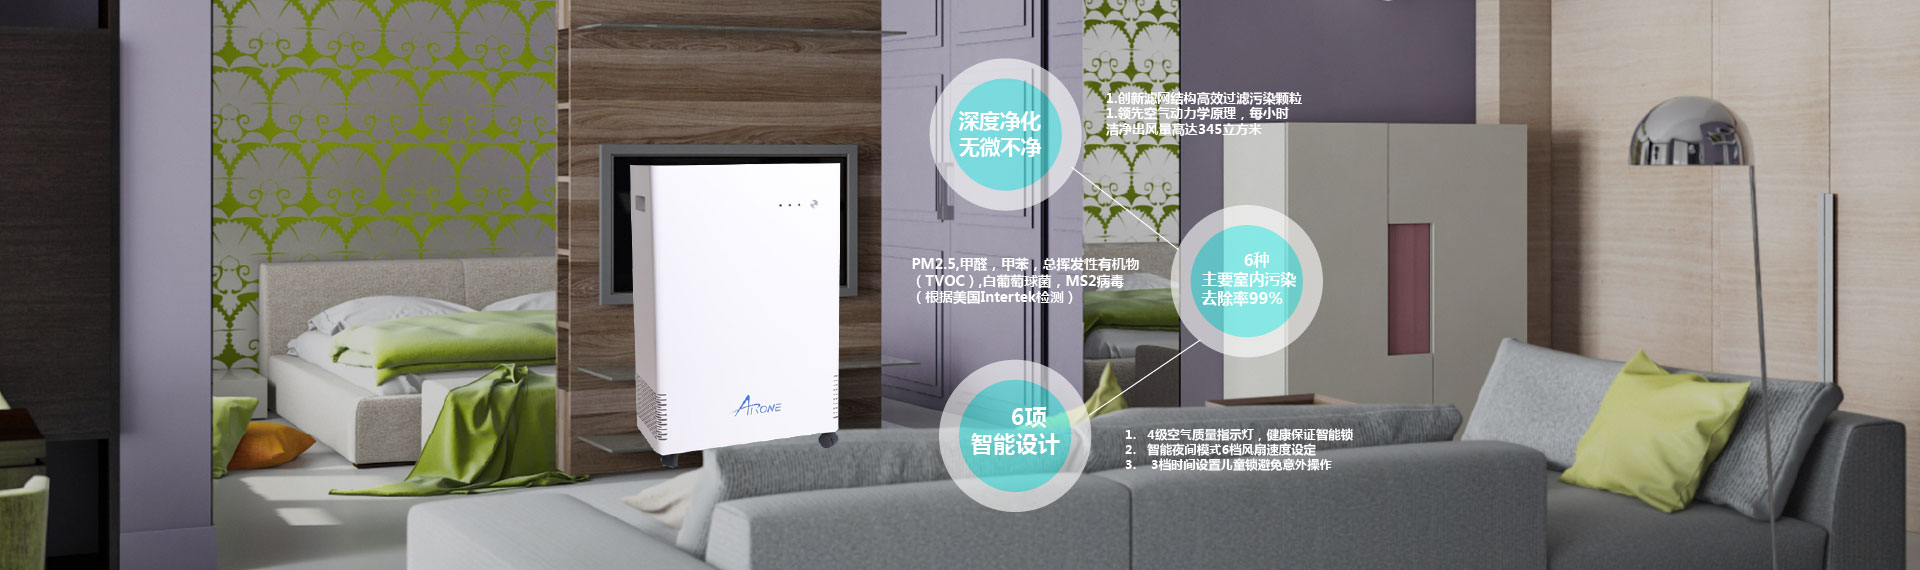 深度净化
无微不净
1.创新滤网结构高效过滤污染颗粒
1.领先空气动力学原理，每小时
洁净出风量高达345立方米
PM2.5,甲醛，甲苯，总挥发性有机物
（TVOC）,白葡萄球菌，MS2病毒
（根据美国Intertek检测）
6种
主要室内污染
去除率99%
6项
智能设计
1. 4级空气质量指示灯，健康保证智能锁
2. 智能夜间模式6档风扇速度设定
3. 3档时间设置儿童锁避免意外操作
AIRONE